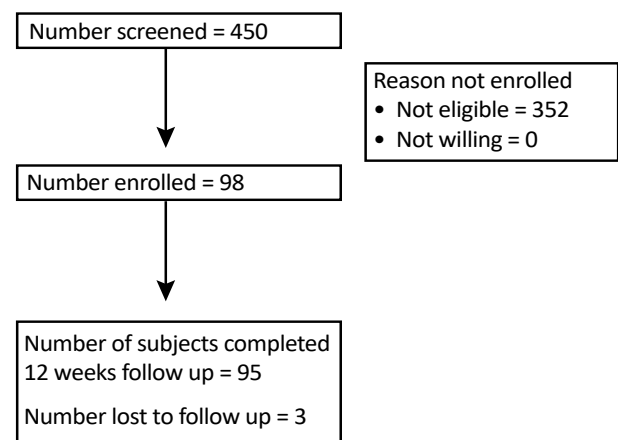 Number screened = 450
Reason not enrolled
• Not eligible = 352
• Not willing = 0
Number enrolled = 98
Number of subjects completed
12 weeks follow up = 95
Number lost to follow up = 3